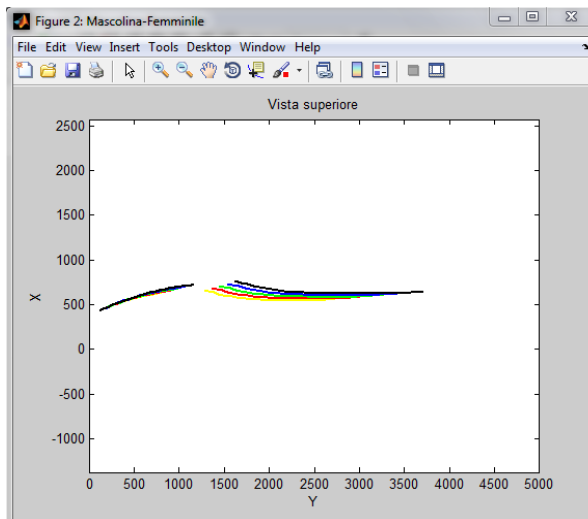 Figure 2: Mascolina-Femminile
File Edit View Insert Tools Desktop Window Help
Vista superiore
2500
2000
1500
1000
500
0
-500
-1000
X
0 500 1000 1500 2000 2500 3000 3500 4000 4500 5000
Y